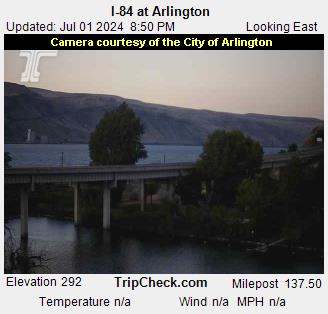 I-84 at Arlington
Updated: Jul 01 2024 8:50 PM Looking East
Camera courtesy of the City of Arlington
Elevation 292 TripCheck.com Milepost 137.50
Temperature n/a Wind n/a MPH n/a